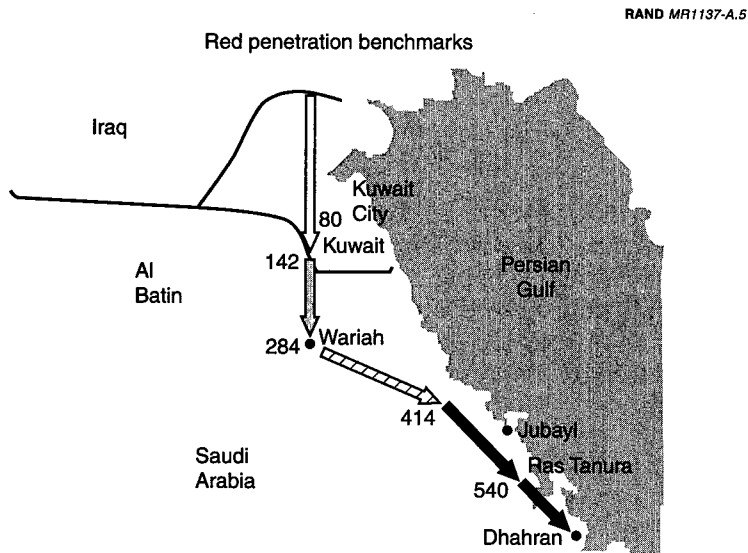 RAND MR1137-A.5
Red penetration benchmarks
Iraq
Kuwait
City
80
Kuwait
142
Al
Batin
Persian
Gulf
284
Wariah
414
Jubayl
Saudi
Arabia
Ras Tanura
540
Dhahran